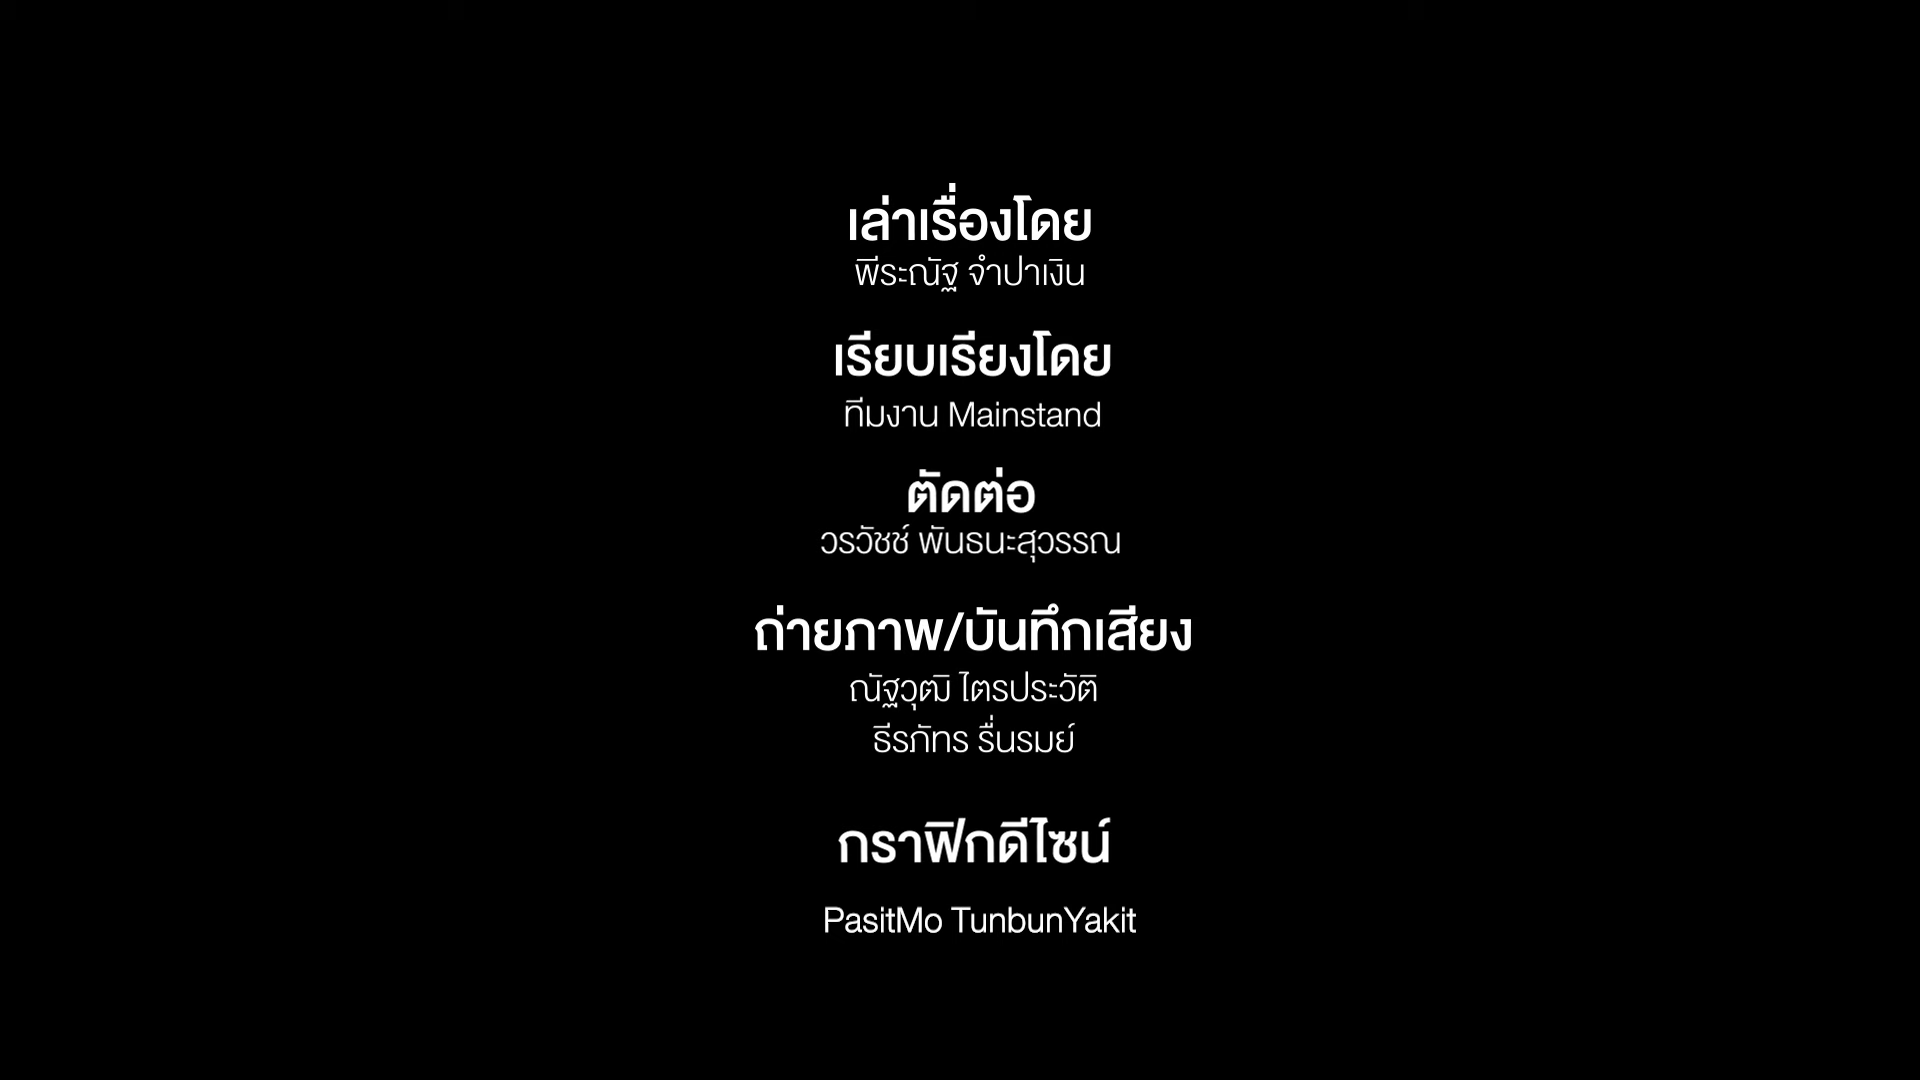 เล่าเรื่องโดย
พีระณัฐ จำปาเงิน
เรียบเรียงโดย
ทีมงาน Mainstand
ตัดต่อ
วรวัชช์ พันธนะสุวรรณ
ถ่ายภาพ/บันทึกเสียง
ณัฐวุฒิ ไตรประวัติ
ธีรภัทร รื่นรมย์
กราฟิกดีไซน์
PasitMo TunbunYakit